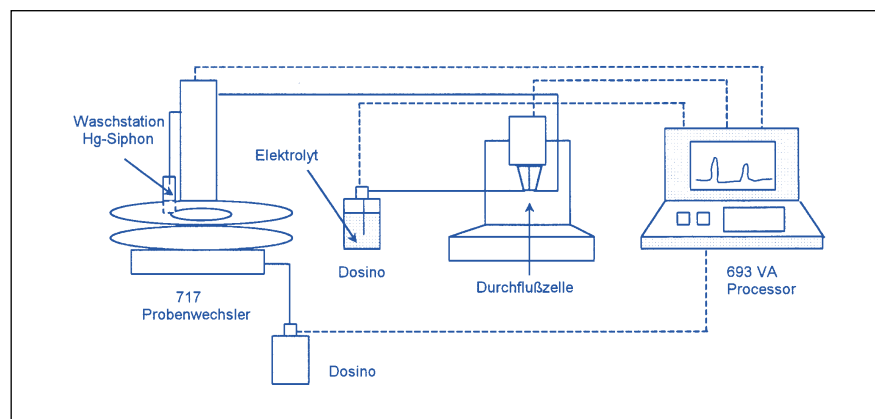 Waschstation
Hg-Siphon
Elektrolyt
Dosino
Durchflußzelle
693 VA
Processor
717
Probenwechsler
Dosino